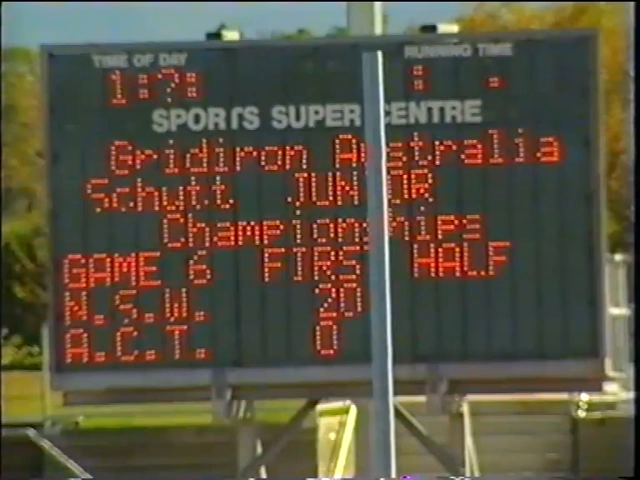 TIME OF DAY RUNNING TIME
SPORTS SUPER CENTRE
Gridiron Australia
Schutt JUNIOR
Championships
GAME 6 FIRST HALF
N.S.W. 20
A.C.T. 0